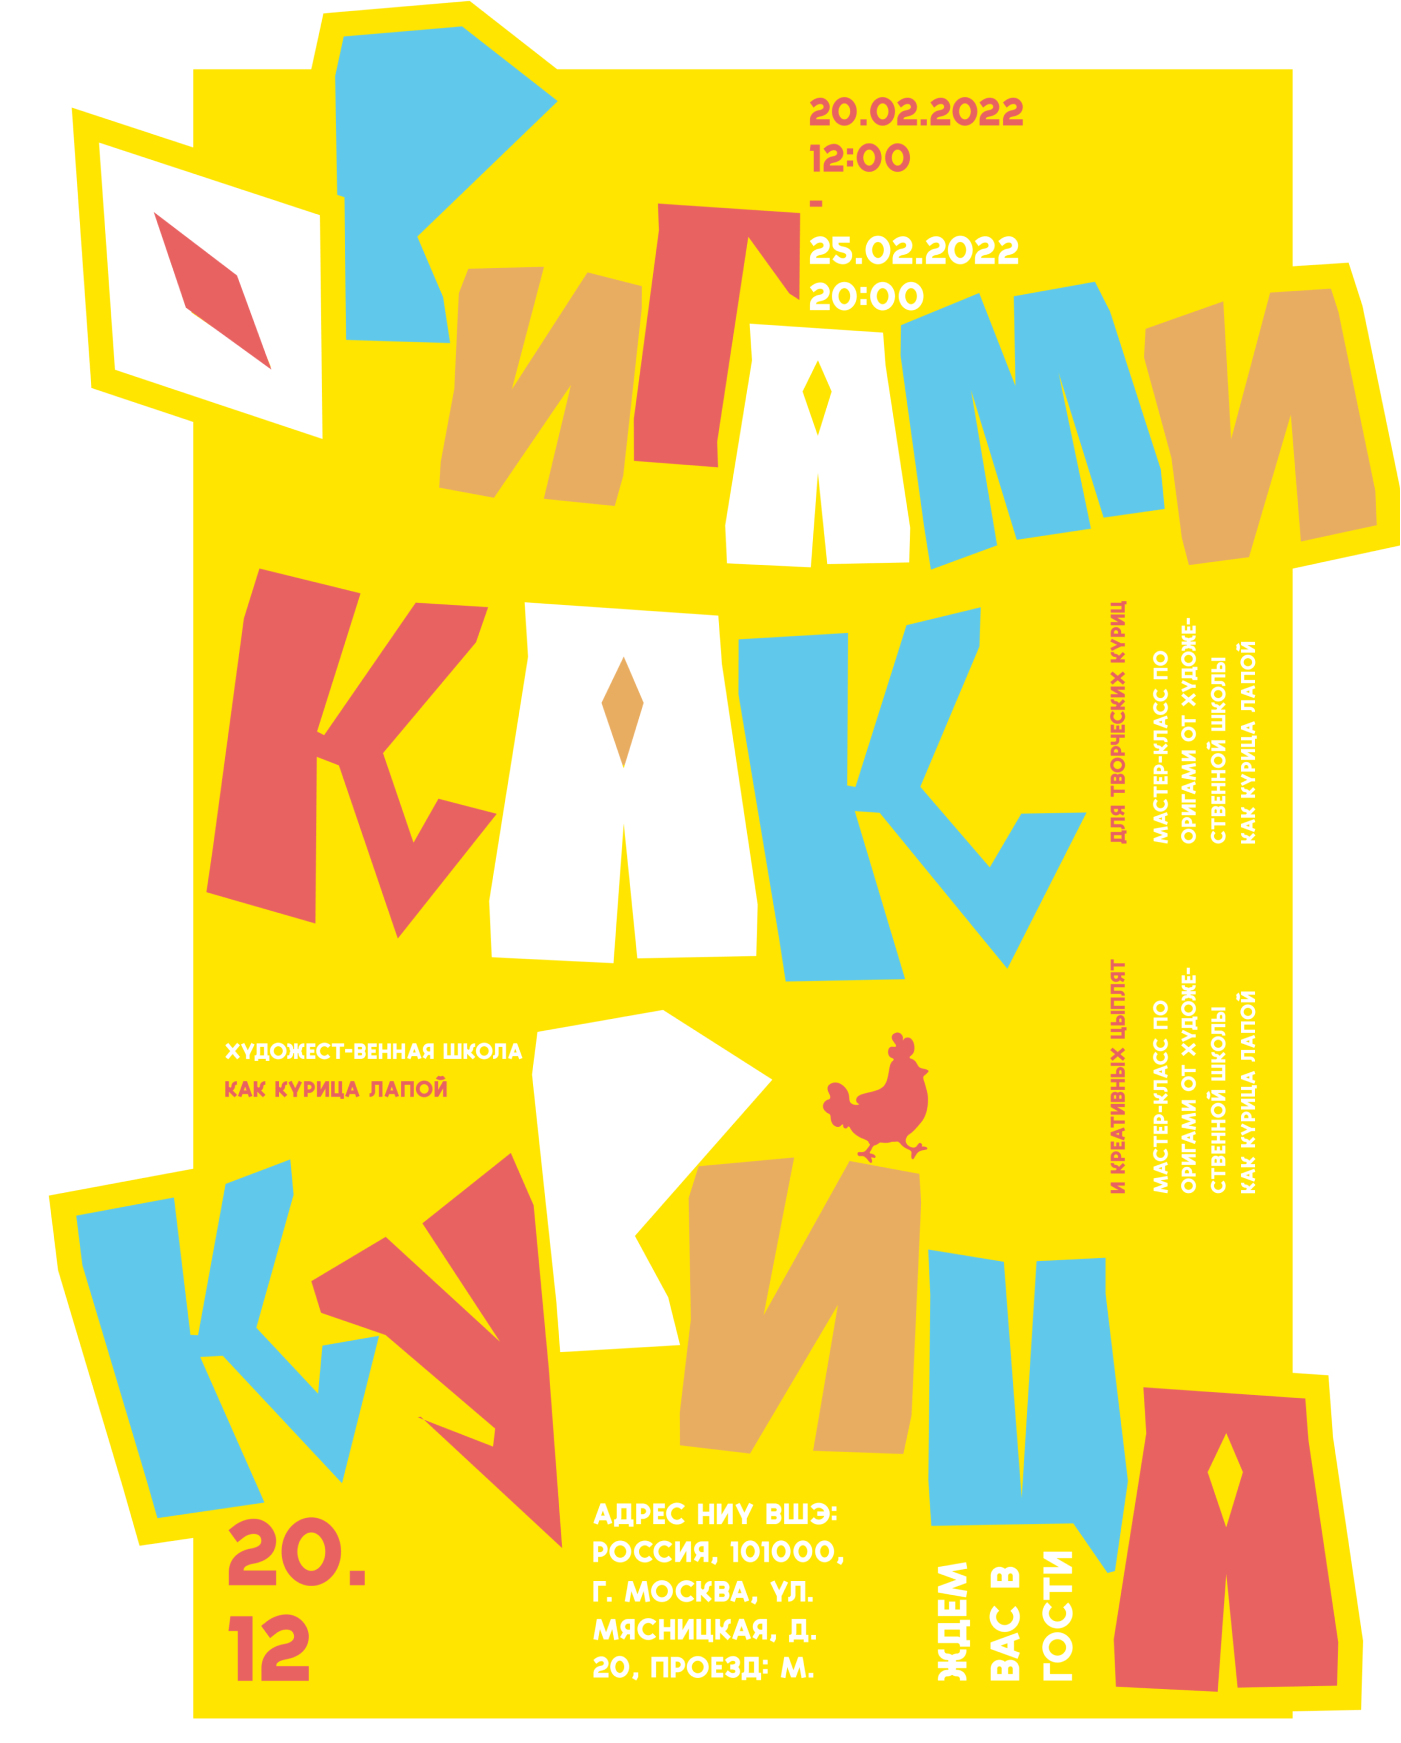 20.02.2022
12:00
-
25.02.2022
20:00
ОРИГАМИ
КАК
ДЛЯ ТВОРЧЕСКИХ КУРИЦ
МАСТЕР-КЛАСС ПО
ОРИГАМИ ОТ ХУДОЖЕ-
СТВЕННОЙ ШКОЛЫ
КАК КУРИЦА ЛАПОЙ
И КРЕАТИВНЫХ ЦЫПЛЯТ
МАСТЕР-КЛАСС ПО
ОРИГАМИ ОТ ХУДОЖЕ-
СТВЕННОЙ ШКОЛЫ
КАК КУРИЦА ЛАПОЙ
ХУДОЖЕСТ-ВЕННАЯ ШКОЛА
КАК КУРИЦА ЛАПОЙ
КУРИЦА
20.
12
АДРЕС НИУ ВШЭ:
РОССИЯ, 101000,
Г. МОСКВА, УЛ.
МЯСНИЦКАЯ, Д.
20, ПРОЕЗД: М.
ЖДЕМ
ВАС В
ГОСТИ